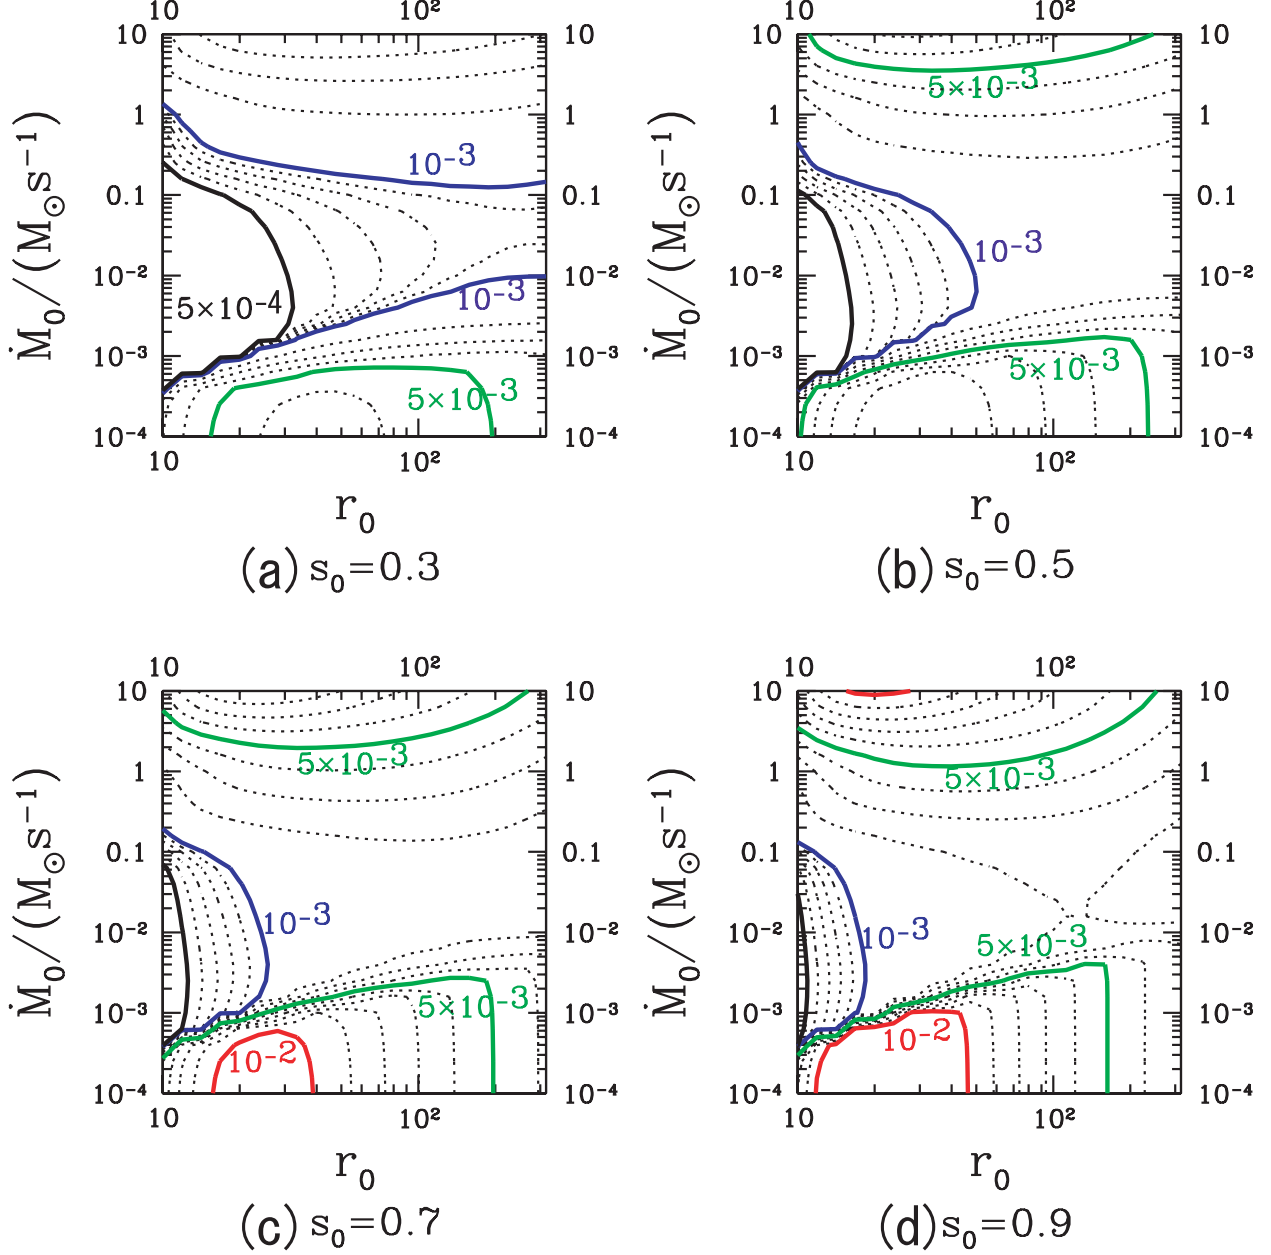 10 10² 10 10²
10 10 10 10
1 1 1 1
0.1 0.1 0.1 0.1
10⁻² 10⁻² 10⁻² 10⁻²
10⁻³ 10⁻³ 10⁻³ 10⁻³
10⁻⁴ 10⁻⁴ 10⁻⁴ 10⁻⁴
Ṁ₀/(M☉s⁻¹) Ṁ₀/(M☉s⁻¹)
10⁻³
5×10⁻⁴
10⁻³
5×10⁻³
5×10⁻³
10⁻³
5×10⁻³
10 10² 10 10²
r₀ r₀
(a) s₀=0.3 (b) s₀=0.5
10 10² 10 10²
10 10 10 10
1 1 1 1
0.1 0.1 0.1 0.1
10⁻² 10⁻² 10⁻² 10⁻²
10⁻³ 10⁻³ 10⁻³ 10⁻³
10⁻⁴ 10⁻⁴ 10⁻⁴ 10⁻⁴
Ṁ₀/(M☉s⁻¹) Ṁ₀/(M☉s⁻¹)
5×10⁻³
10⁻³
5×10⁻³
10⁻²
5×10⁻³
10⁻³
5×10⁻³
10⁻²
10 10² 10 10²
r₀ r₀
(c) s₀=0.7 (d) s₀=0.9